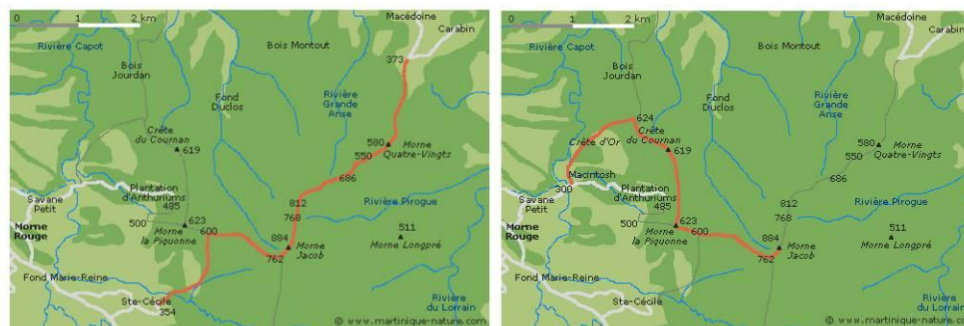 0 1 2 km
Macédoine
Carabin
Rivière Capot
Bois Montout
373
Bois
Jourdan
Fond
Duclos
Rivière
Grande
Anse
Crête
du Cournan
619
580
Morne
Quatre-Vingts
550
686
Savane
Petit
Plantation
d'Anthuriums
485
812
768
Rivière Pirogue
Morne
Rouge
500
623
Morne
la Piquonne
600
884
762
Morne
Jacob
511
Morne Longpré
Fond Marie-Reine
Ste-Cécile
354
Rivière
du Lorrain
© www.martinique-nature.com
0 1 2 km
Macédoine
Carabin
Rivière Capot
Bois Montout
Bois
Jourdan
Fond
Duclos
Rivière
Grande
Anse
624
Crête d'Or
Crête
du Cournan
619
580
Morne
Quatre-Vingts
550
686
Macintosh
300
Savane
Petit
Plantation
d'Anthuriums
485
812
768
Rivière Pirogue
Morne
Rouge
500
623
Morne
la Piquonne
600
884
762
Morne
Jacob
511
Morne Longpré
Fond Marie-Reine
Ste-Cécile
Rivière
du Lorrain
© www.martinique-nature.com